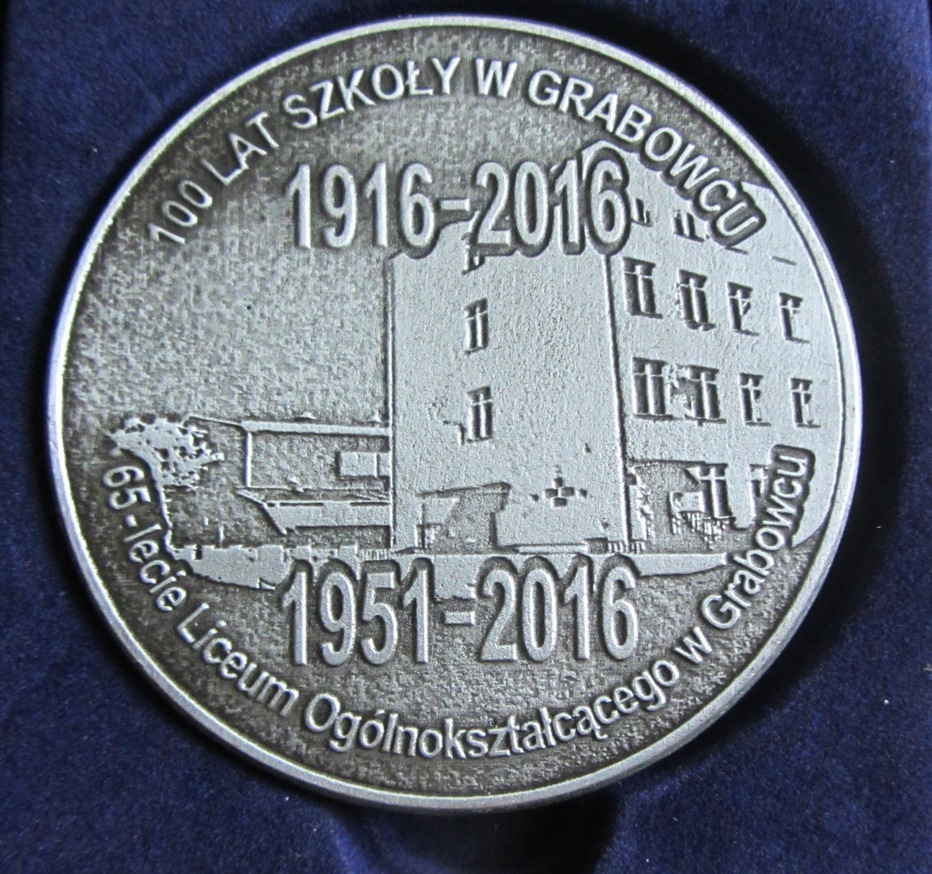 100 LAT SZKOŁY W GRABOWCU
1916-2016
1951-2016
65-lecie Liceum Ogólnokształcącego w Grabowcu